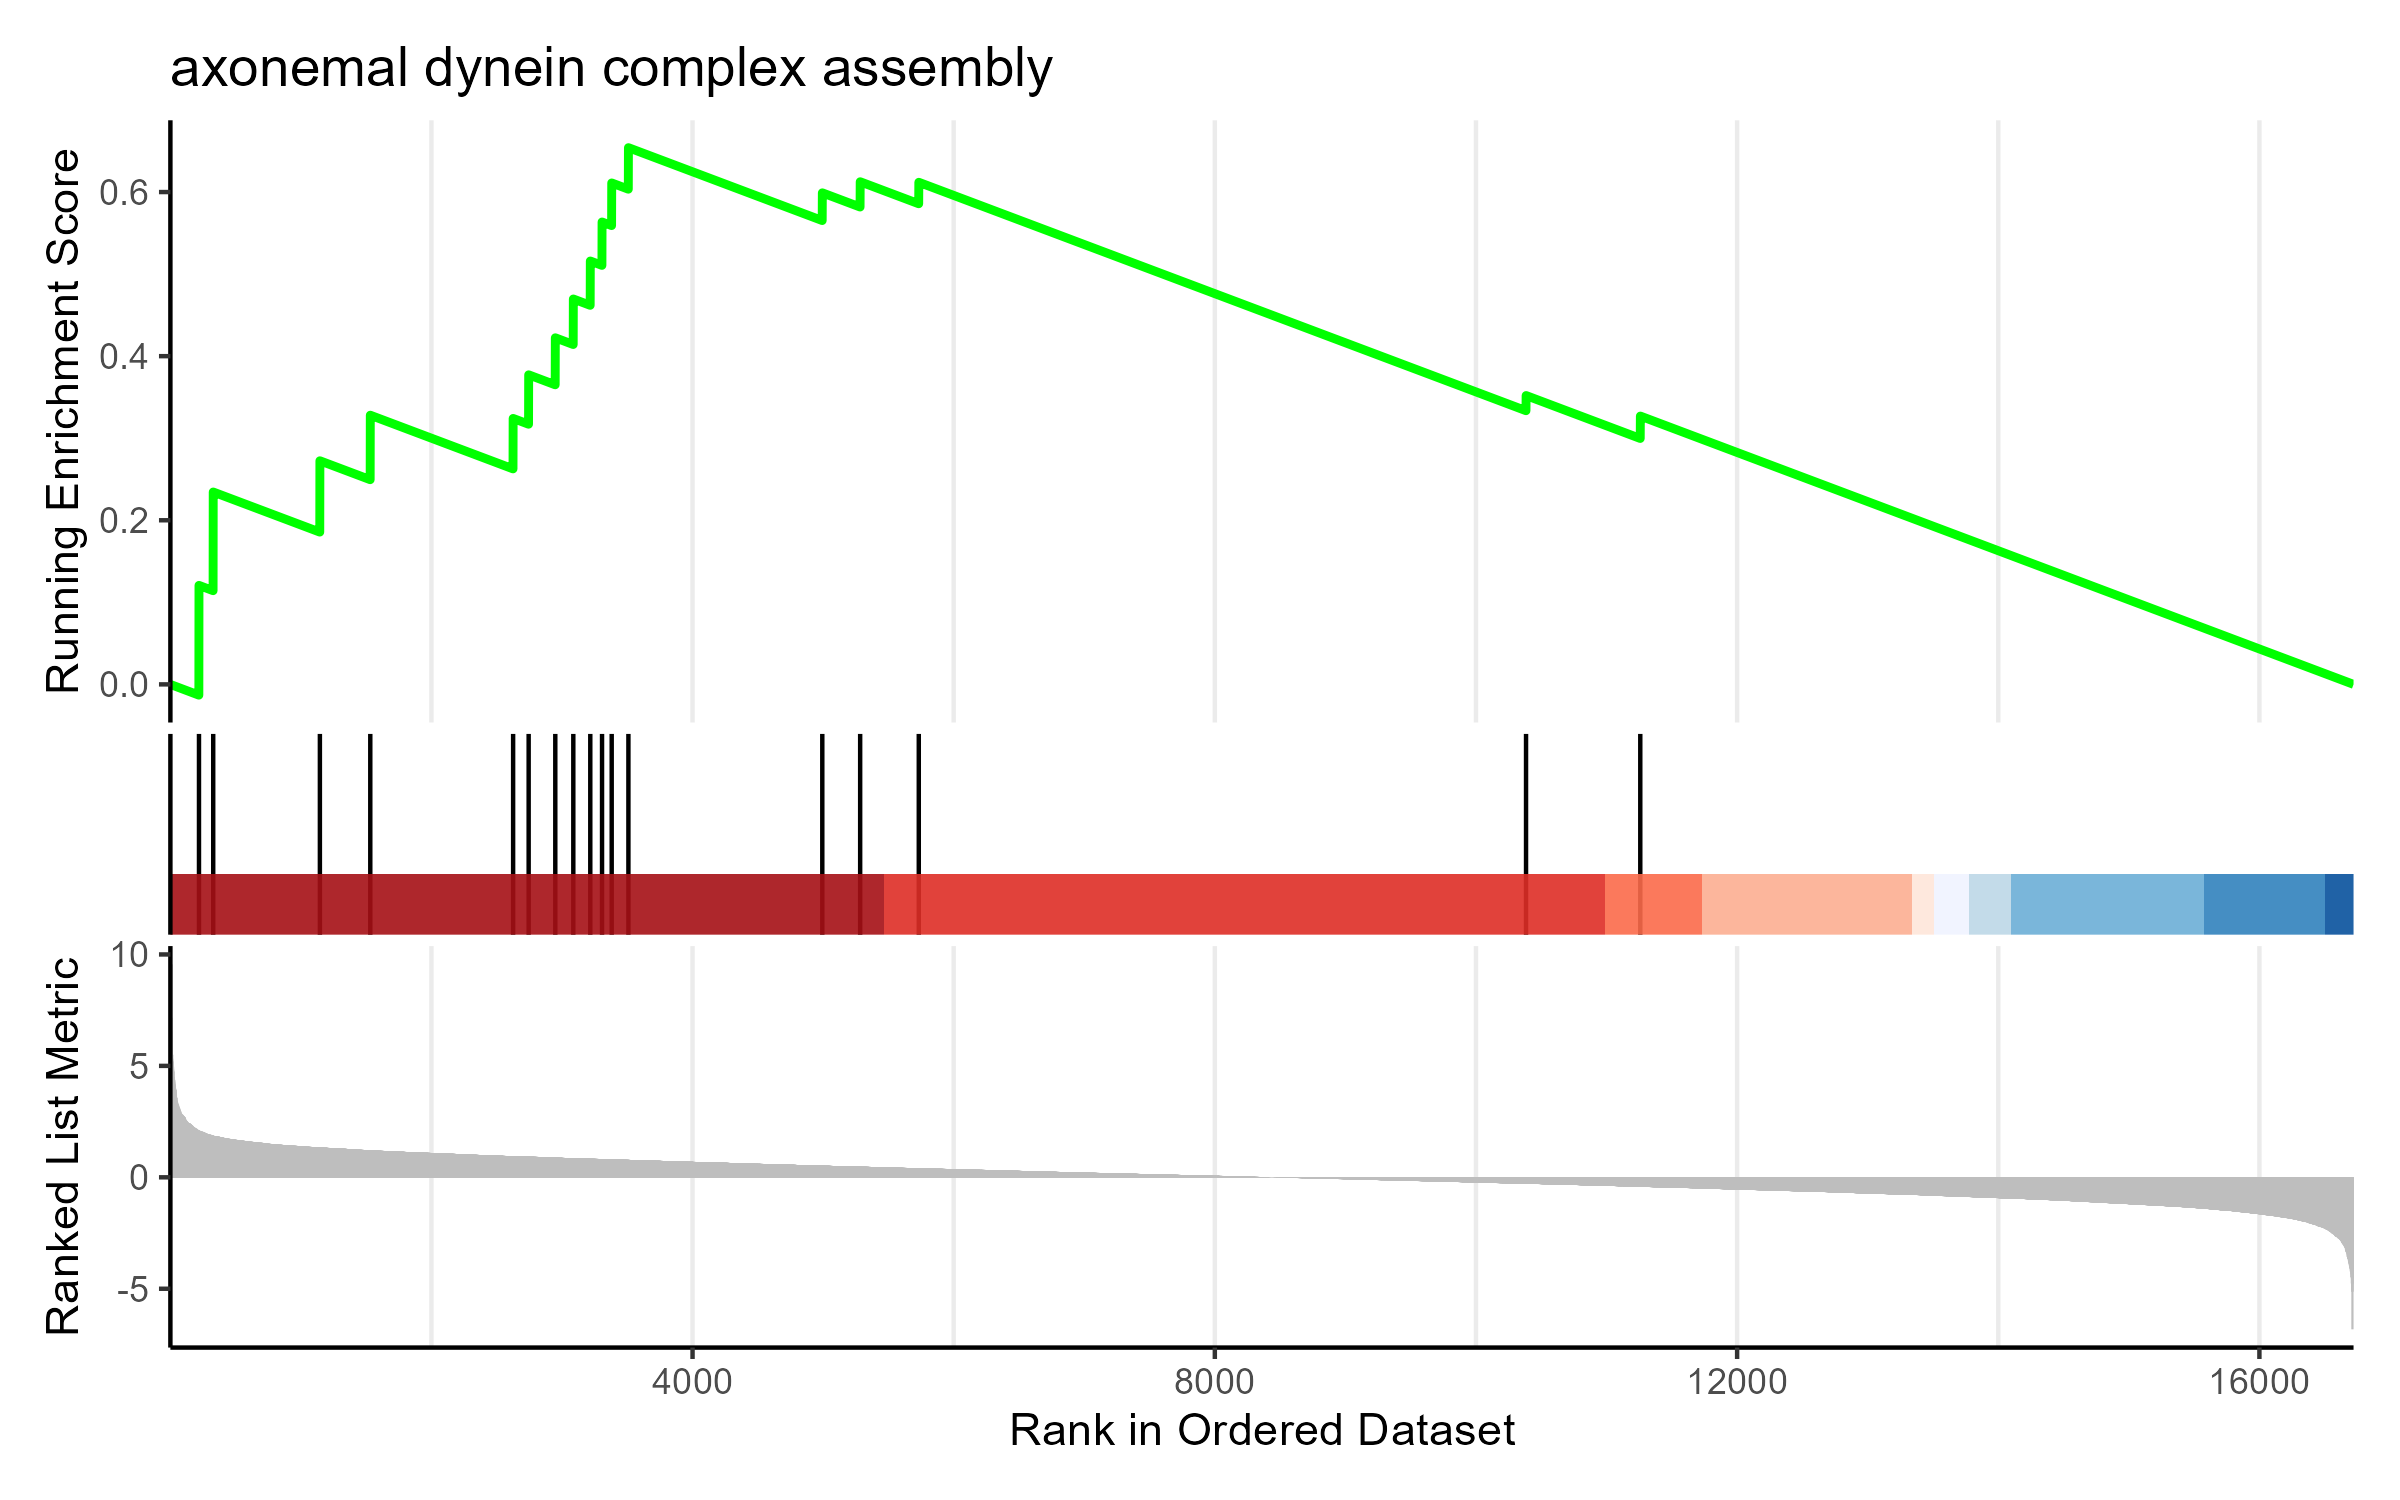 axonemal dynein complex assembly
Running Enrichment Score
0.6
0.4
0.2
0.0
Ranked List Metric
10
5
0
-5
4000 8000 12000 16000
Rank in Ordered Dataset